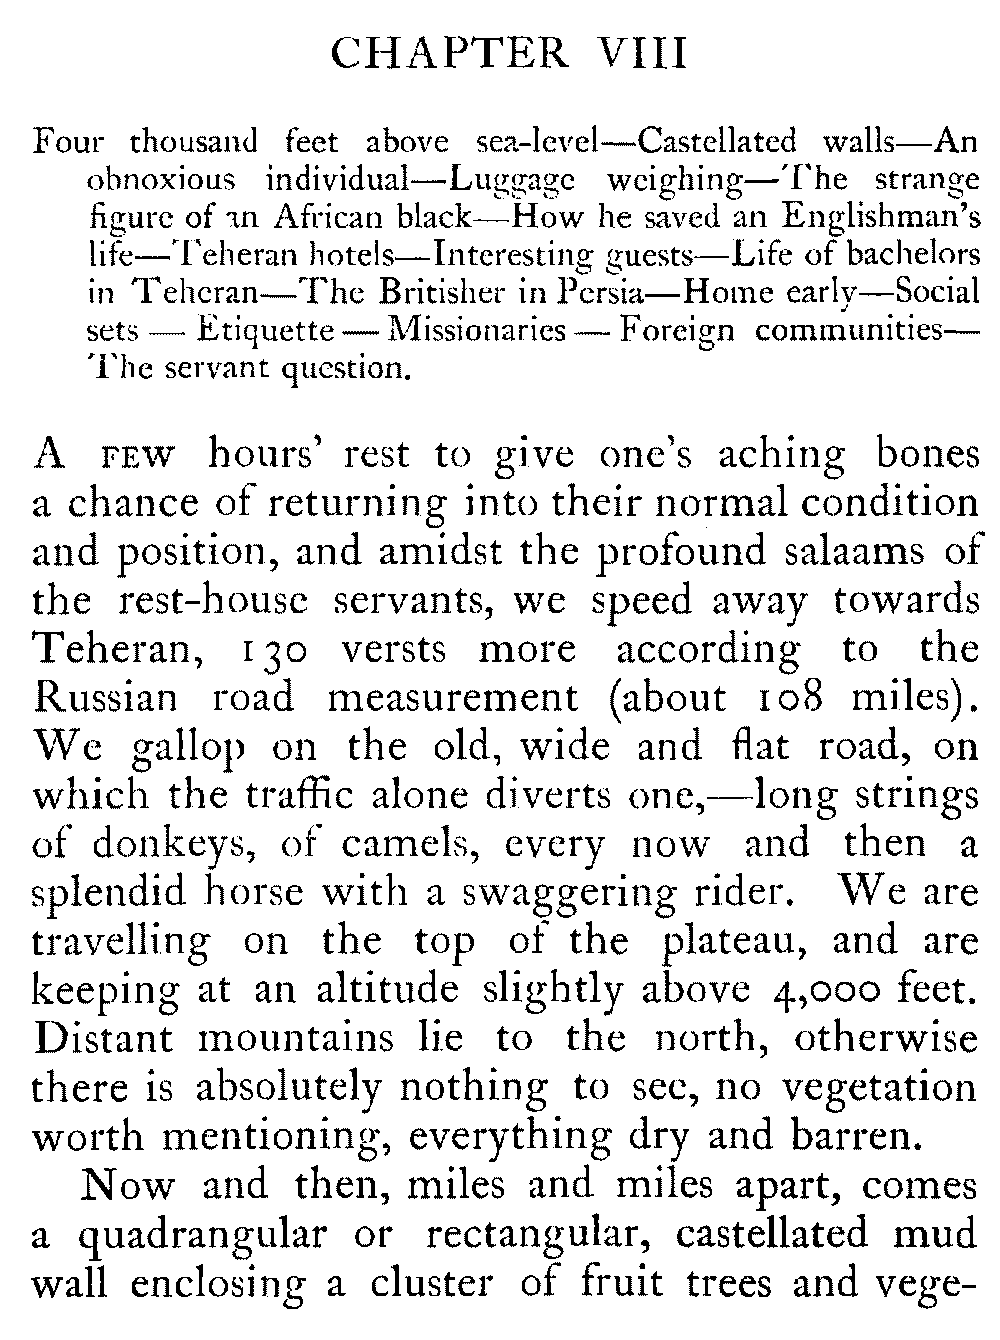 CHAPTER VIII
Four thousand feet above sea-level—Castellated walls—An
obnoxious individual—Luggage weighing—The strange
figure of an African black—How he saved an Englishman's
life—Teheran hotels—Interesting guests—Life of bachelors
in Teheran—The Britisher in Persia—Home early—Social
sets — Etiquette — Missionaries — Foreign communities—
The servant question.
A FEW hours' rest to give one's aching bones
a chance of returning into their normal condition
and position, and amidst the profound salaams of
the rest-house servants, we speed away towards
Teheran, 130 versts more according to the
Russian road measurement (about 108 miles).
We gallop on the old, wide and flat road, on
which the traffic alone diverts one,—long strings
of donkeys, of camels, every now and then a
splendid horse with a swaggering rider. We are
travelling on the top of the plateau, and are
keeping at an altitude slightly above 4,000 feet.
Distant mountains lie to the north, otherwise
there is absolutely nothing to see, no vegetation
worth mentioning, everything dry and barren.
Now and then, miles and miles apart, comes
a quadrangular or rectangular, castellated mud
wall enclosing a cluster of fruit trees and vege-